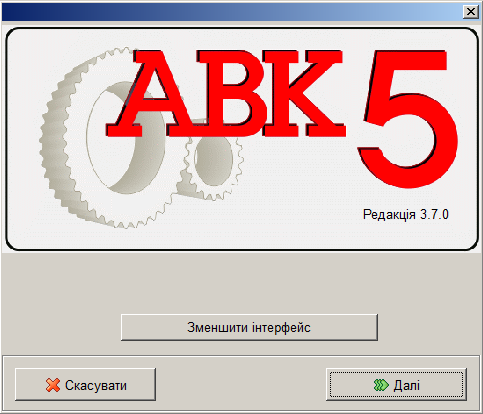 АВК 5
Редакція 3.7.0
Зменшити інтерфейс
Скасувати
Далі